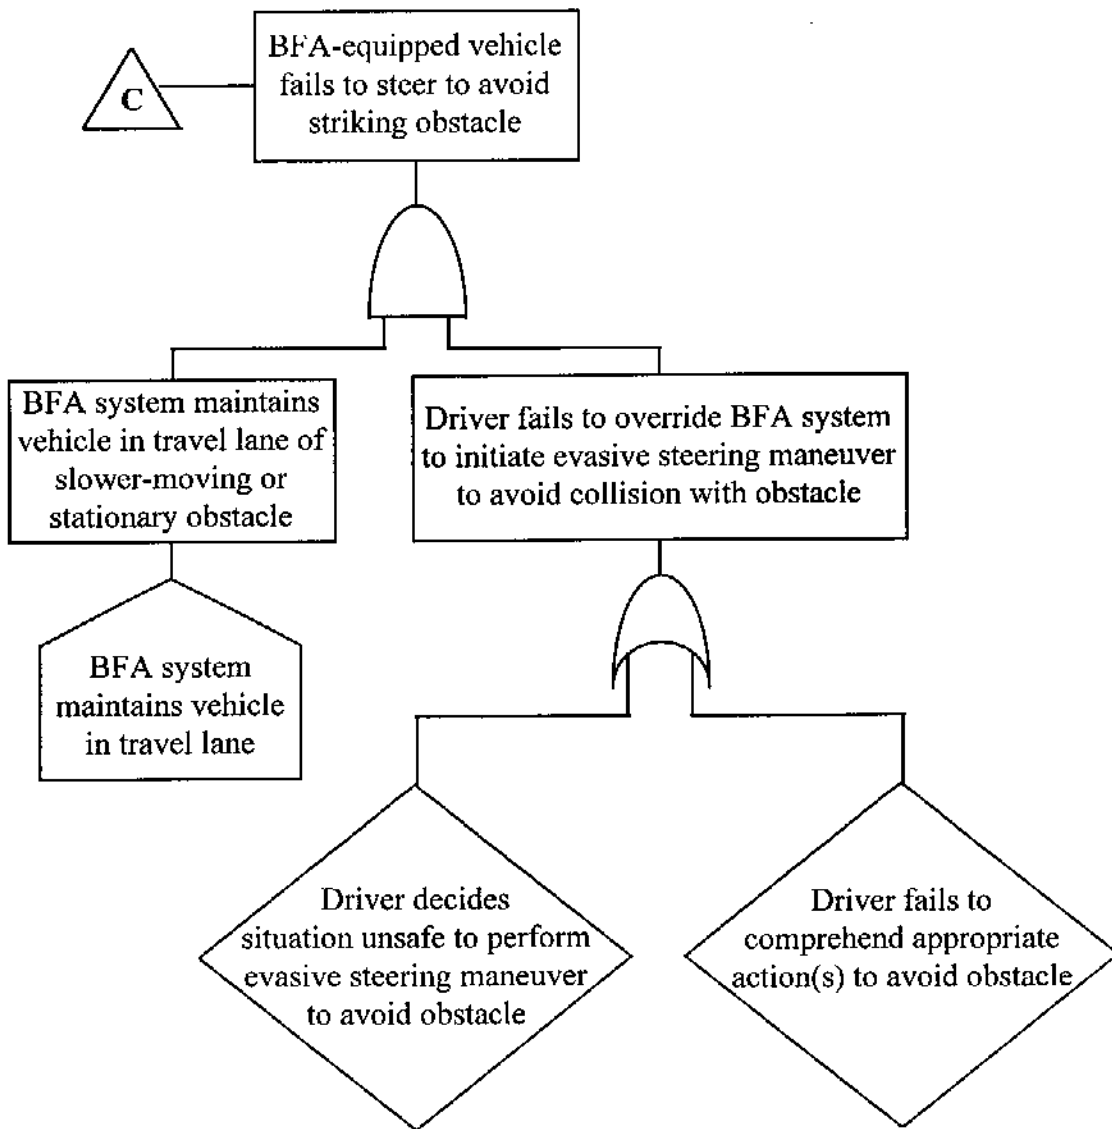 C
BFA-equipped vehicle
fails to steer to avoid
striking obstacle
BFA system maintains
vehicle in travel lane of
slower-moving or
stationary obstacle
Driver fails to override BFA system
to initiate evasive steering maneuver
to avoid collision with obstacle
BFA system
maintains vehicle
in travel lane
Driver decides
situation unsafe to perform
evasive steering maneuver
to avoid obstacle
Driver fails to
comprehend appropriate
action(s) to avoid obstacle